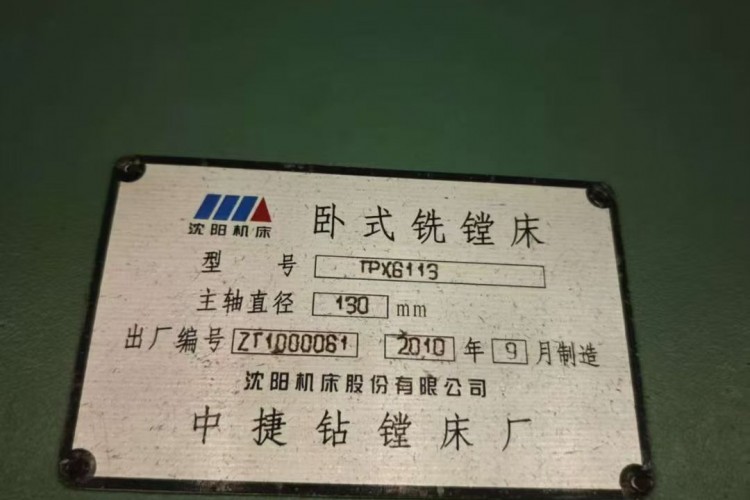 沈阳机床
卧式铣镗床
型号 TPX6113
主轴直径 130 mm
出厂编号 ZT1000061 2010 年 9 月制造
沈阳机床股份有限公司
中捷钻镗床厂